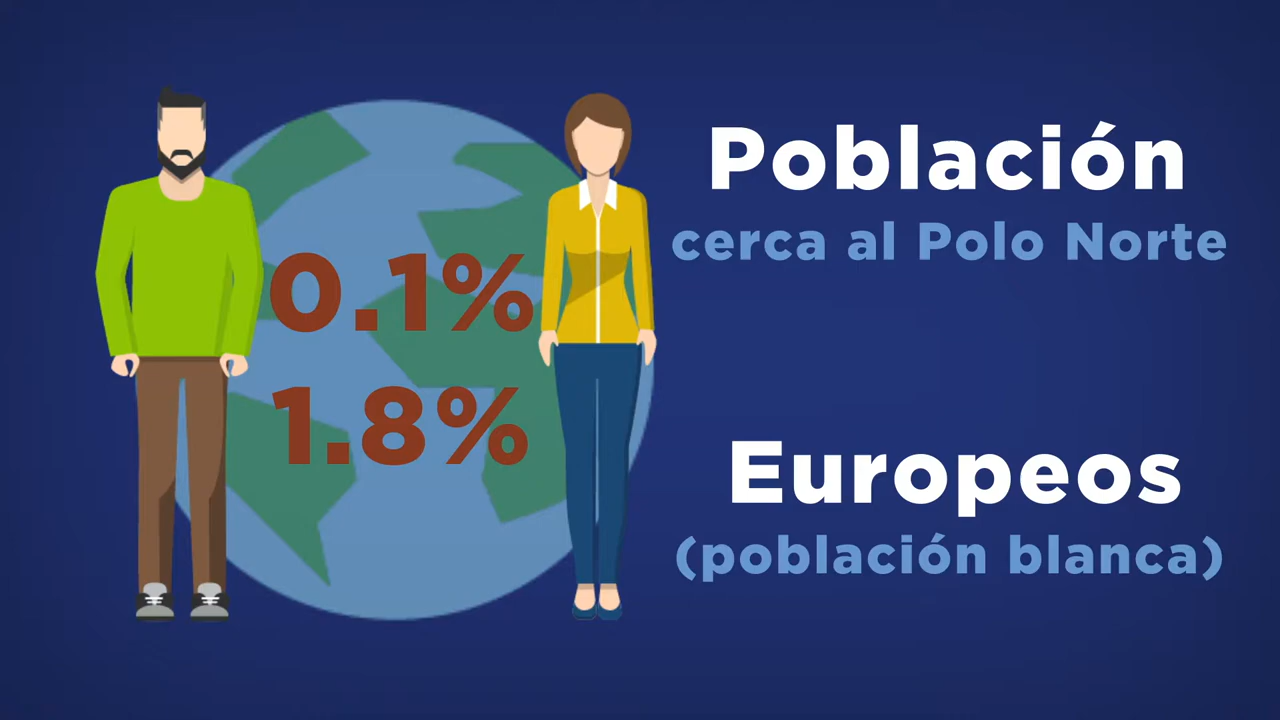 0.1%
1.8%
Población
cerca al Polo Norte
Europeos
(población blanca)